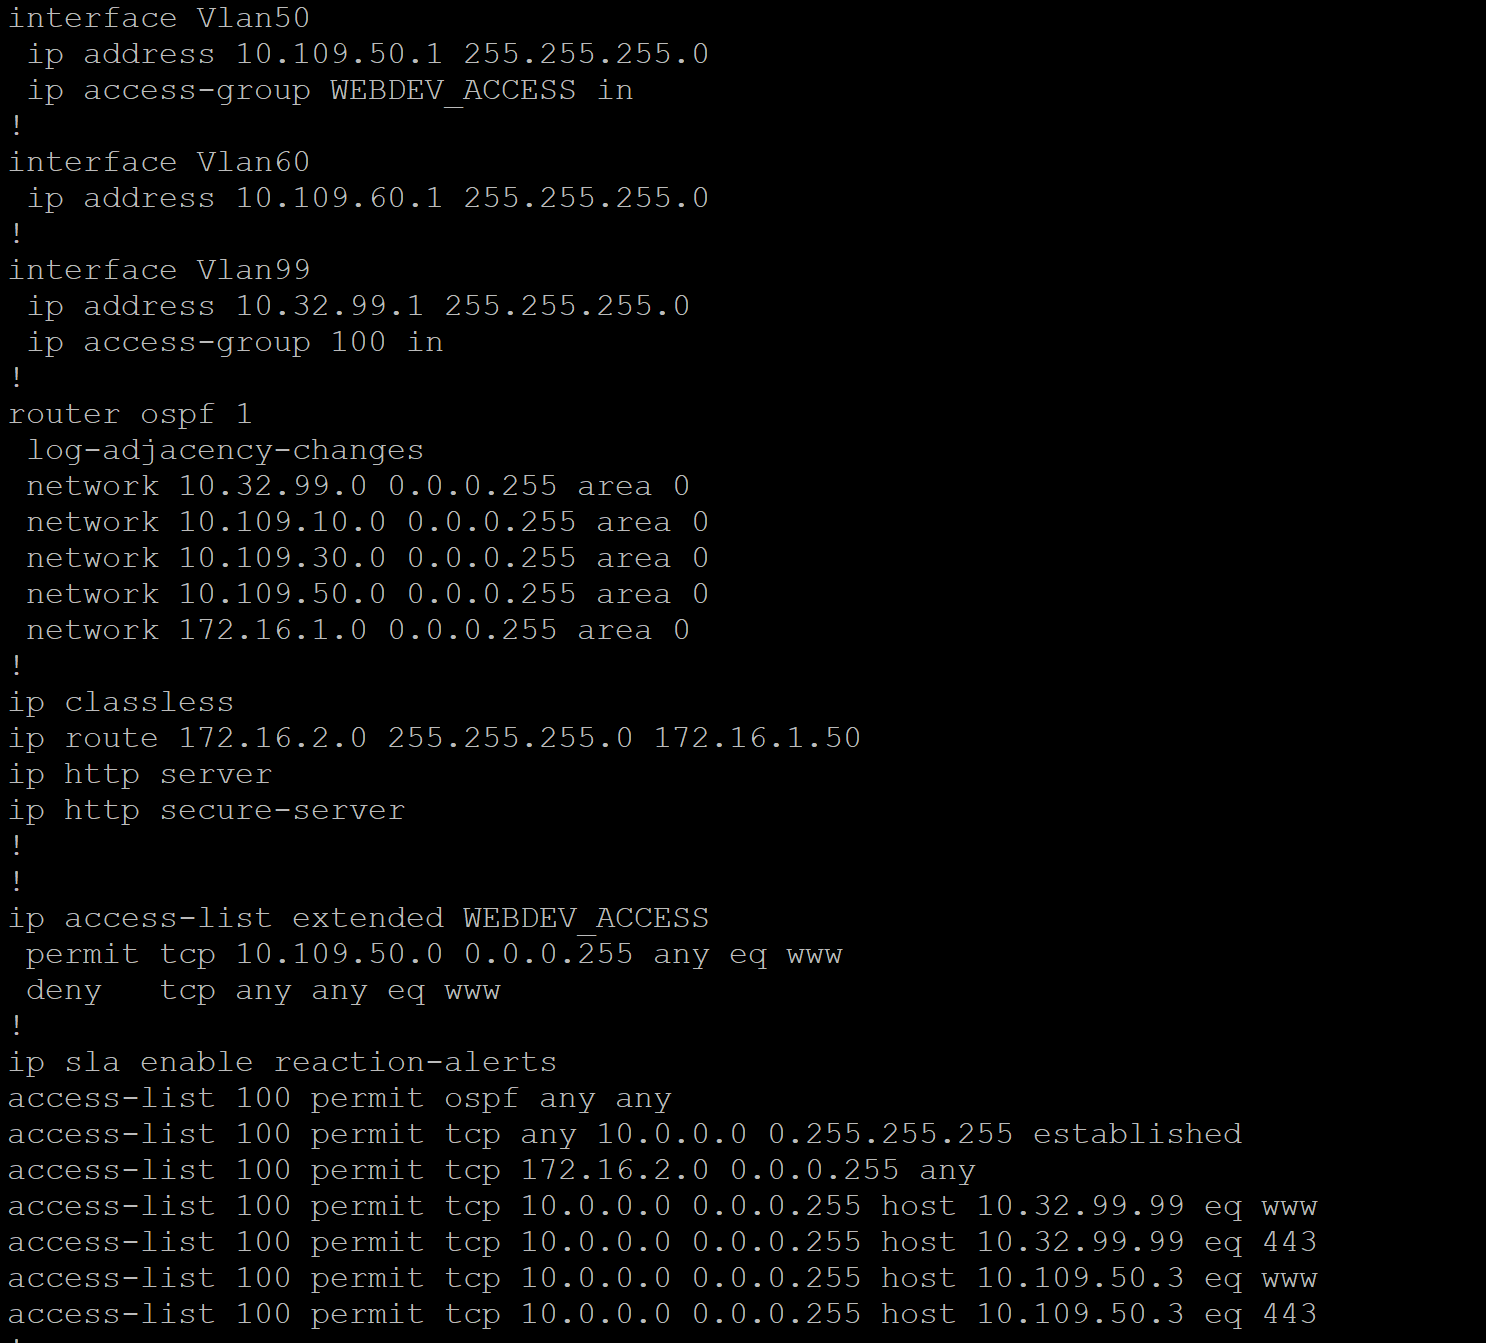 interface Vlan50
 ip address 10.109.50.1 255.255.255.0
 ip access-group WEBDEV_ACCESS in
!
interface Vlan60
 ip address 10.109.60.1 255.255.255.0
!
interface Vlan99
 ip address 10.32.99.1 255.255.255.0
 ip access-group 100 in
!
router ospf 1
 log-adjacency-changes
 network 10.32.99.0 0.0.0.255 area 0
 network 10.109.10.0 0.0.0.255 area 0
 network 10.109.30.0 0.0.0.255 area 0
 network 10.109.50.0 0.0.0.255 area 0
 network 172.16.1.0 0.0.0.255 area 0
!
ip classless
ip route 172.16.2.0 255.255.255.0 172.16.1.50
ip http server
ip http secure-server
!
!
ip access-list extended WEBDEV_ACCESS
 permit tcp 10.109.50.0 0.0.0.255 any eq www
 deny   tcp any any eq www
!
ip sla enable reaction-alerts
access-list 100 permit ospf any any
access-list 100 permit tcp any 10.0.0.0 0.255.255.255 established
access-list 100 permit tcp 172.16.2.0 0.0.0.255 any
access-list 100 permit tcp 10.0.0.0 0.0.0.255 host 10.32.99.99 eq www
access-list 100 permit tcp 10.0.0.0 0.0.0.255 host 10.32.99.99 eq 443
access-list 100 permit tcp 10.0.0.0 0.0.0.255 host 10.109.50.3 eq www
access-list 100 permit tcp 10.0.0.0 0.0.0.255 host 10.109.50.3 eq 443
!